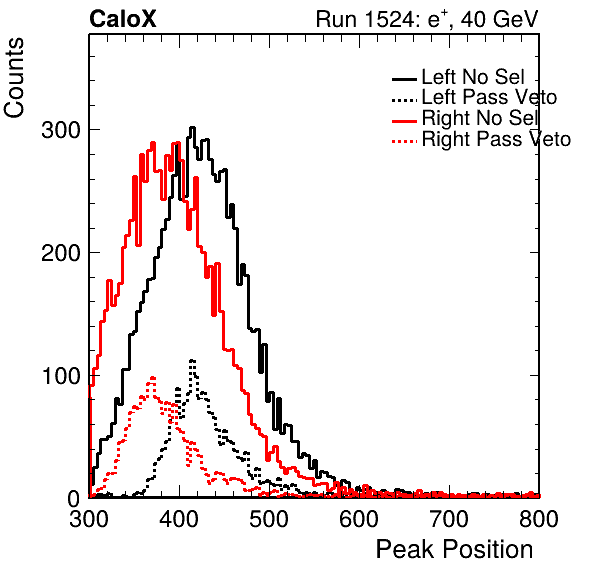 CaloX Run 1524: e+, 40 GeV
Counts
Left No Sel
Left Pass Veto
Right No Sel
Right Pass Veto
300
200
100
0
300 400 500 600 700 800
Peak Position